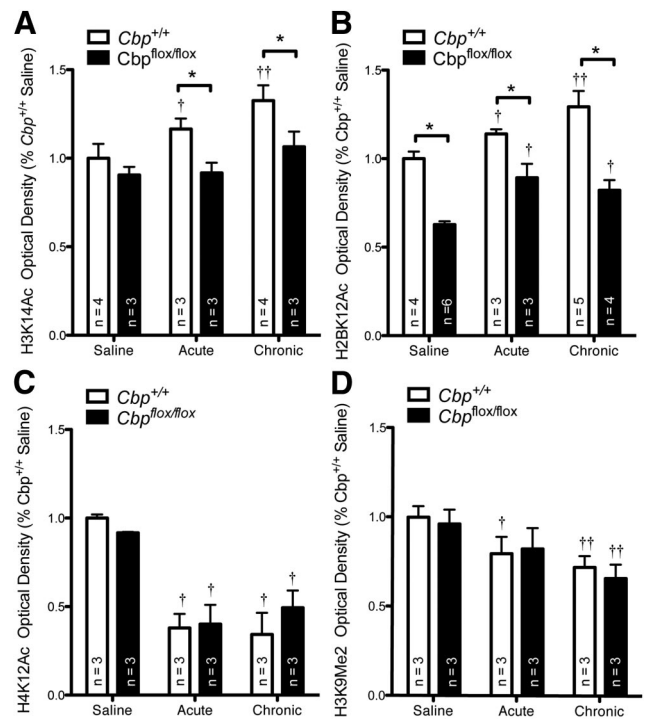 A
Cbp+/+
Cbpflox/flox
H3K14Ac Optical Density (% Cbp+/+ Saline)
1.5
1.0
0.5
0.0
†
*
††
*
n = 4
n = 3
n = 3
n = 3
n = 4
n = 3
Saline
Acute
Chronic
B
Cbp+/+
Cbpflox/flox
H2BK12Ac Optical Density (% Cbp+/+ Saline)
1.5
1.0
0.5
0.0
*
†
*
†
††
*
†
n = 4
n =6
n = 3
n = 3
n = 5
n = 4
Saline
Acute
Chronic
C
Cbp+/+
Cbpflox/flox
H4K12Ac Optical Density (% Cbp+/+ Saline)
1.5
1.0
0.5
0.0
†
†
†
†
n = 3
n = 3
n = 3
n = 3
n = 3
n = 3
Saline
Acute
Chronic
D
Cbp+/+
Cbpflox/flox
H3K9Me2 Optical Density (% Cbp+/+ Saline)
1.5
1.0
0.5
0.0
†
††
††
n = 3
n = 3
n = 3
n = 3
n = 3
n = 3
Saline
Acute
Chronic